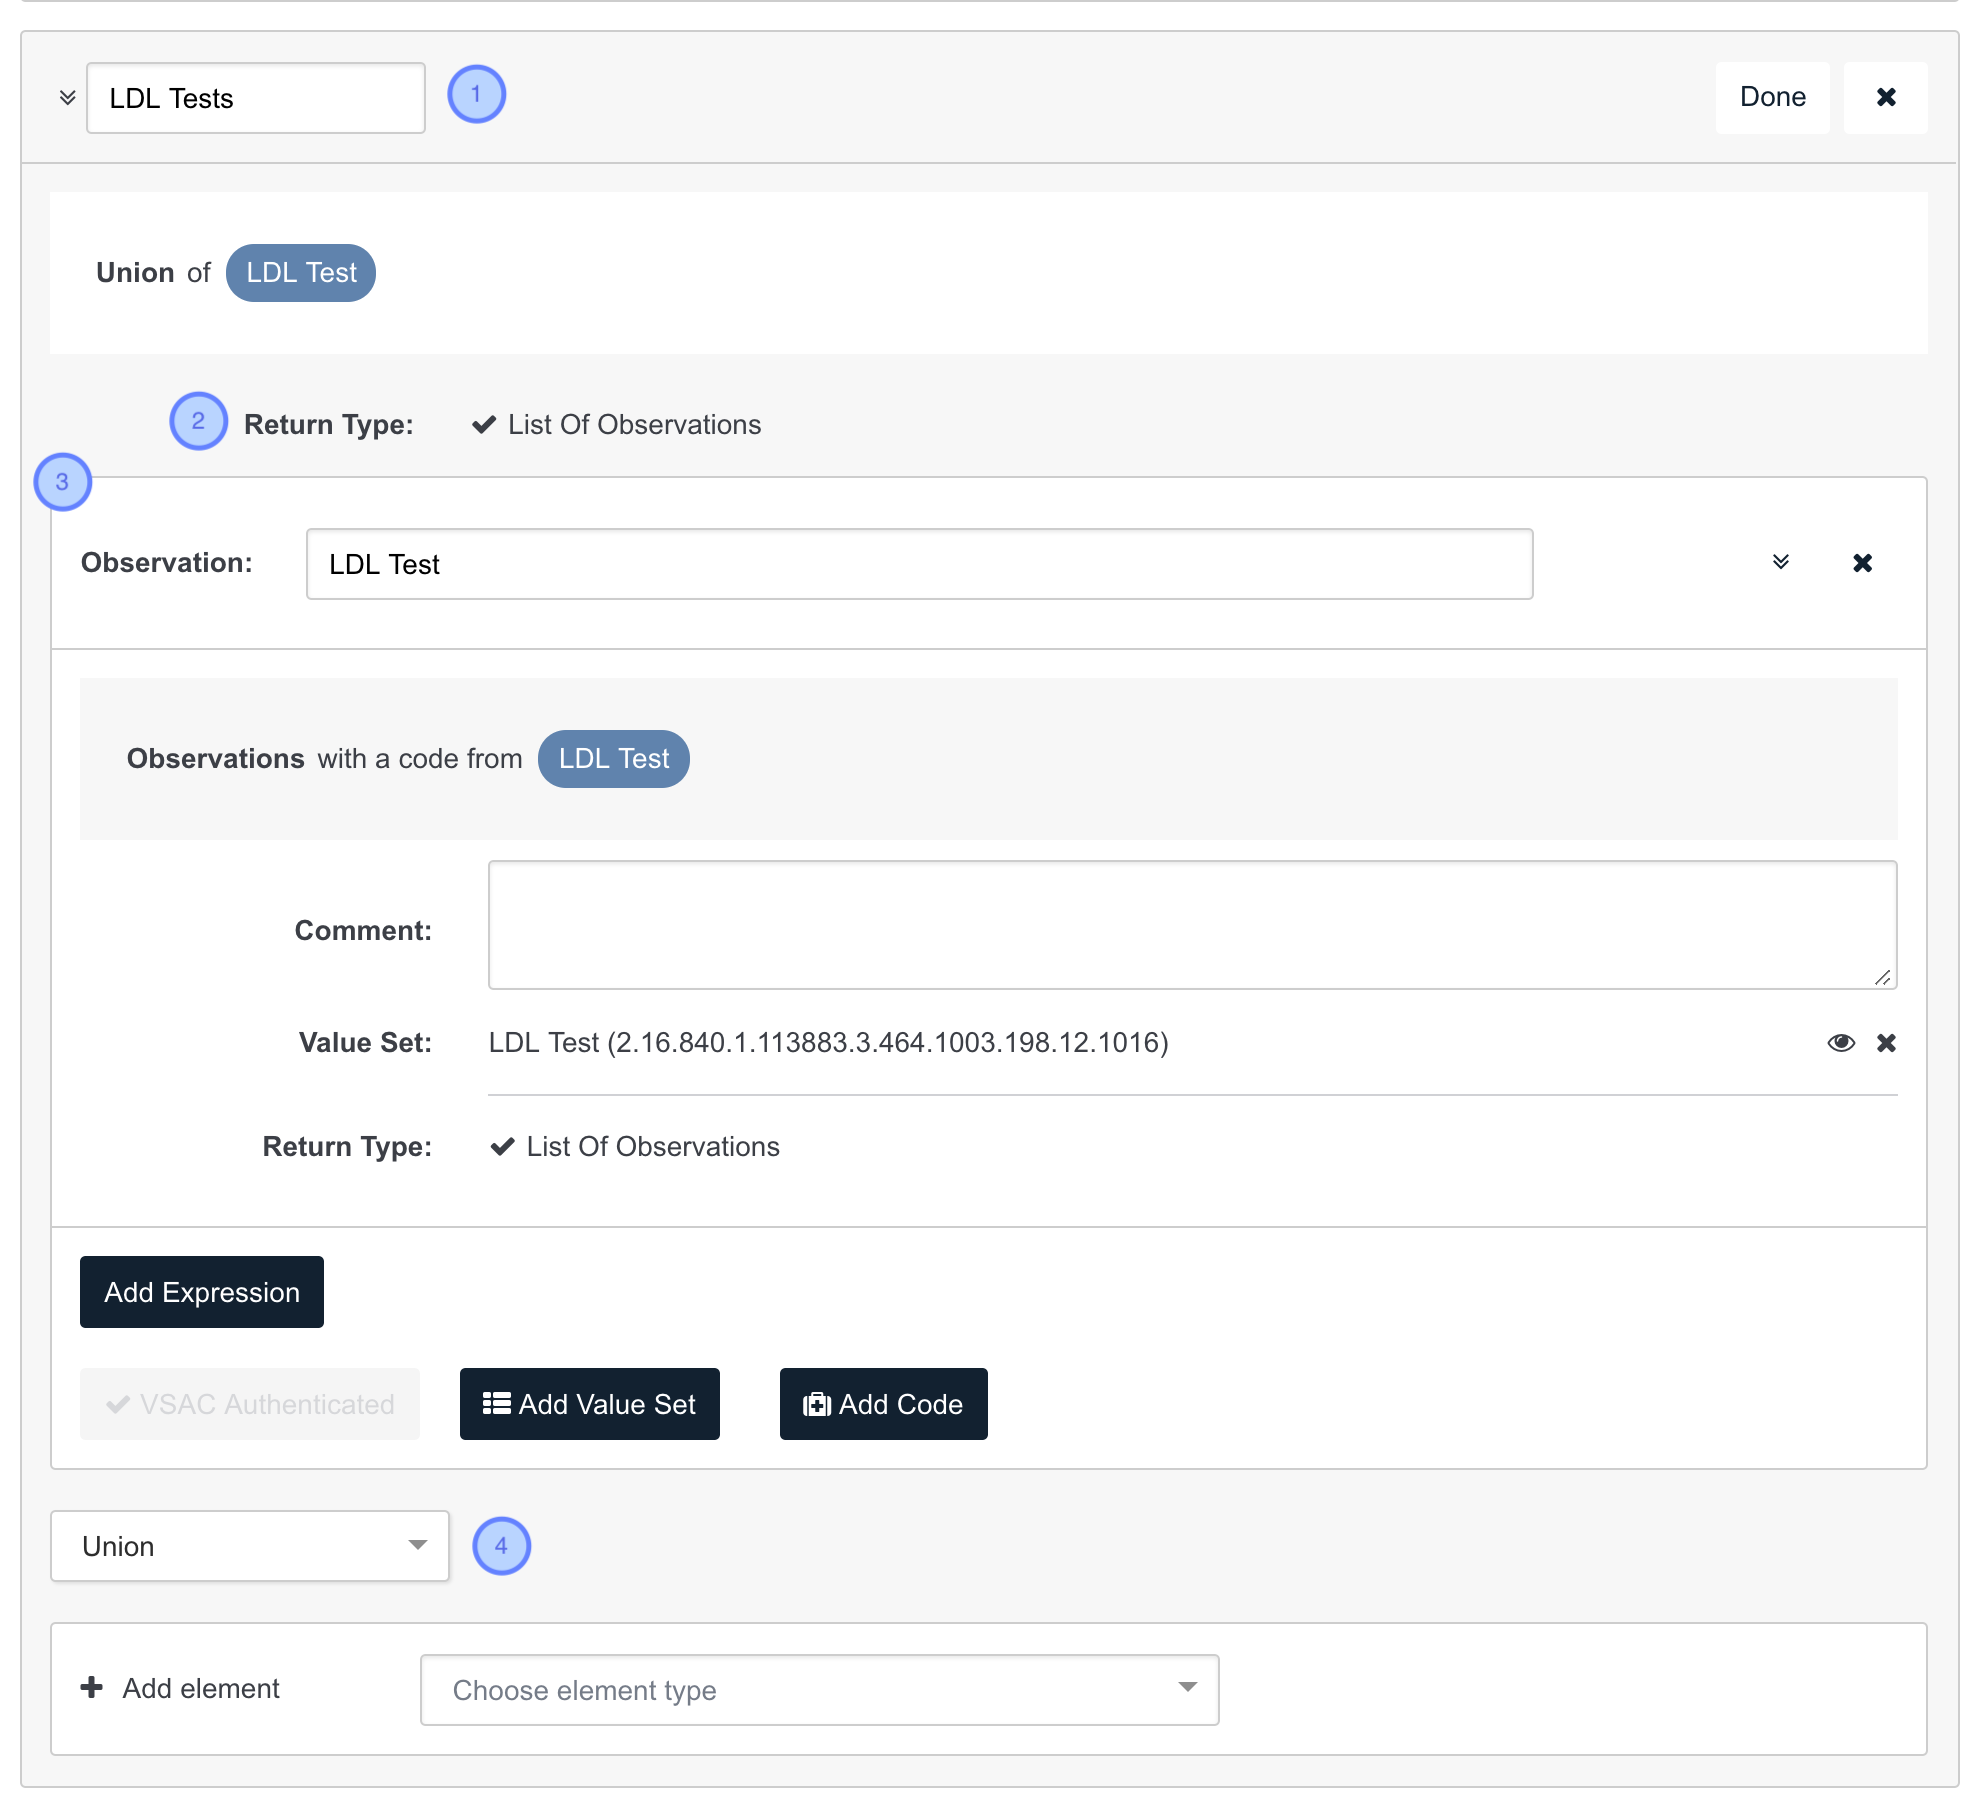 LDL Tests 1 Done
Union of LDL Test
2 Return Type: List Of Observations
3
Observation: LDL Test
Observations with a code from LDL Test
Comment:
Value Set: LDL Test (2.16.840.1.113883.3.464.1003.198.12.1016)
Return Type: List Of Observations
Add Expression
VSAC Authenticated Add Value Set Add Code
Union 4
Add element Choose element type